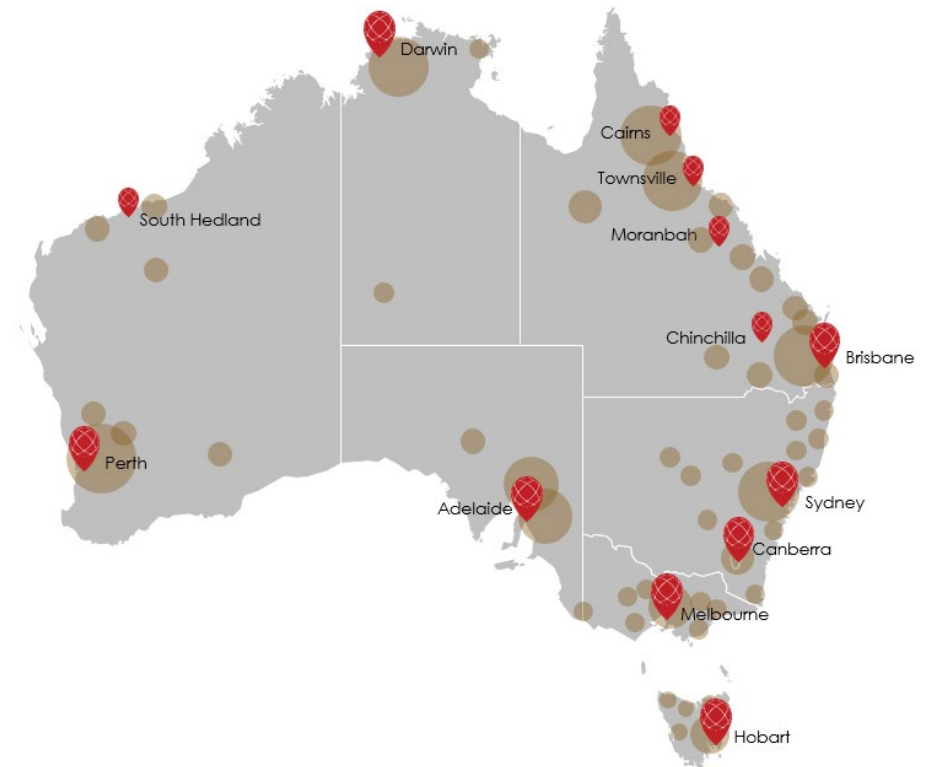 Darwin
Cairns
Townsville
South Hedland
Moranbah
Chinchilla
Brisbane
Perth
Sydney
Adelaide
Canberra
Melbourne
Hobart